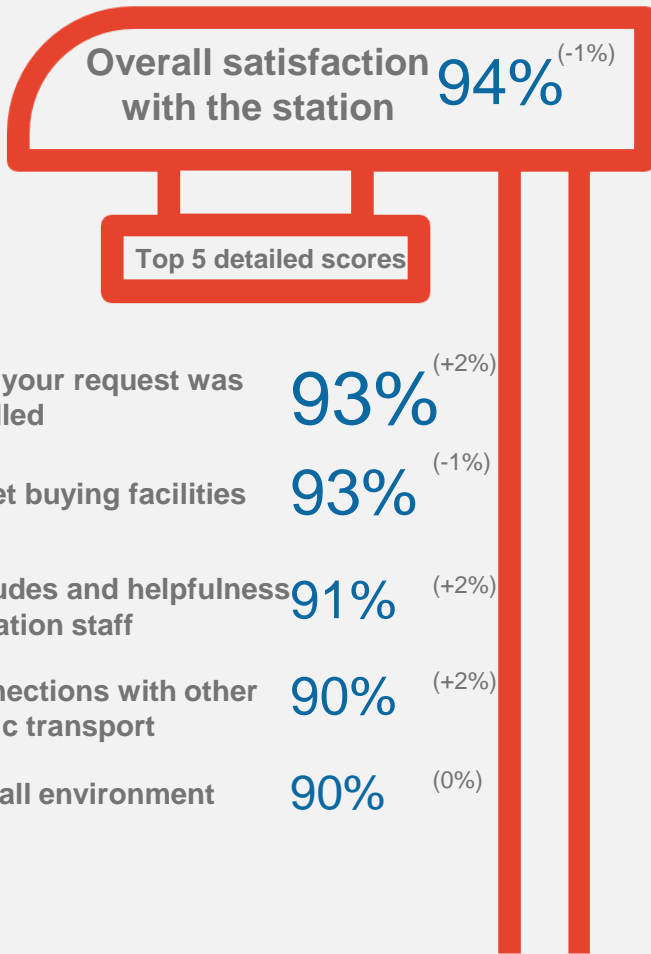 Overall satisfaction
with the station
94% (-1%)
Top 5 detailed scores
your request was
lled
93% (+2%)
et buying facilities
93% (-1%)
udes and helpfulness
ation staff
91% (+2%)
nections with other
c transport
90% (+2%)
all environment
90% (0%)